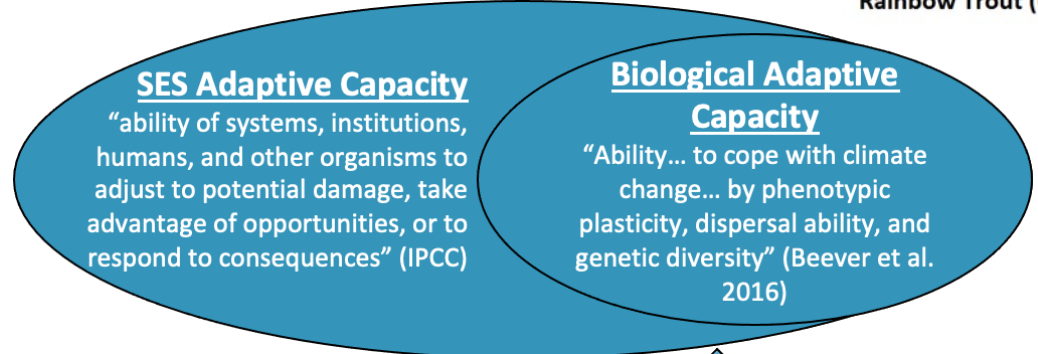 Rainbow Trout (
SES Adaptive Capacity
“ability of systems, institutions,
humans, and other organisms to
adjust to potential damage, take
advantage of opportunities, or to
respond to consequences” (IPCC)
Biological Adaptive
Capacity
“Ability... to cope with climate
change... by phenotypic
plasticity, dispersal ability, and
genetic diversity” (Beever et al.
2016)